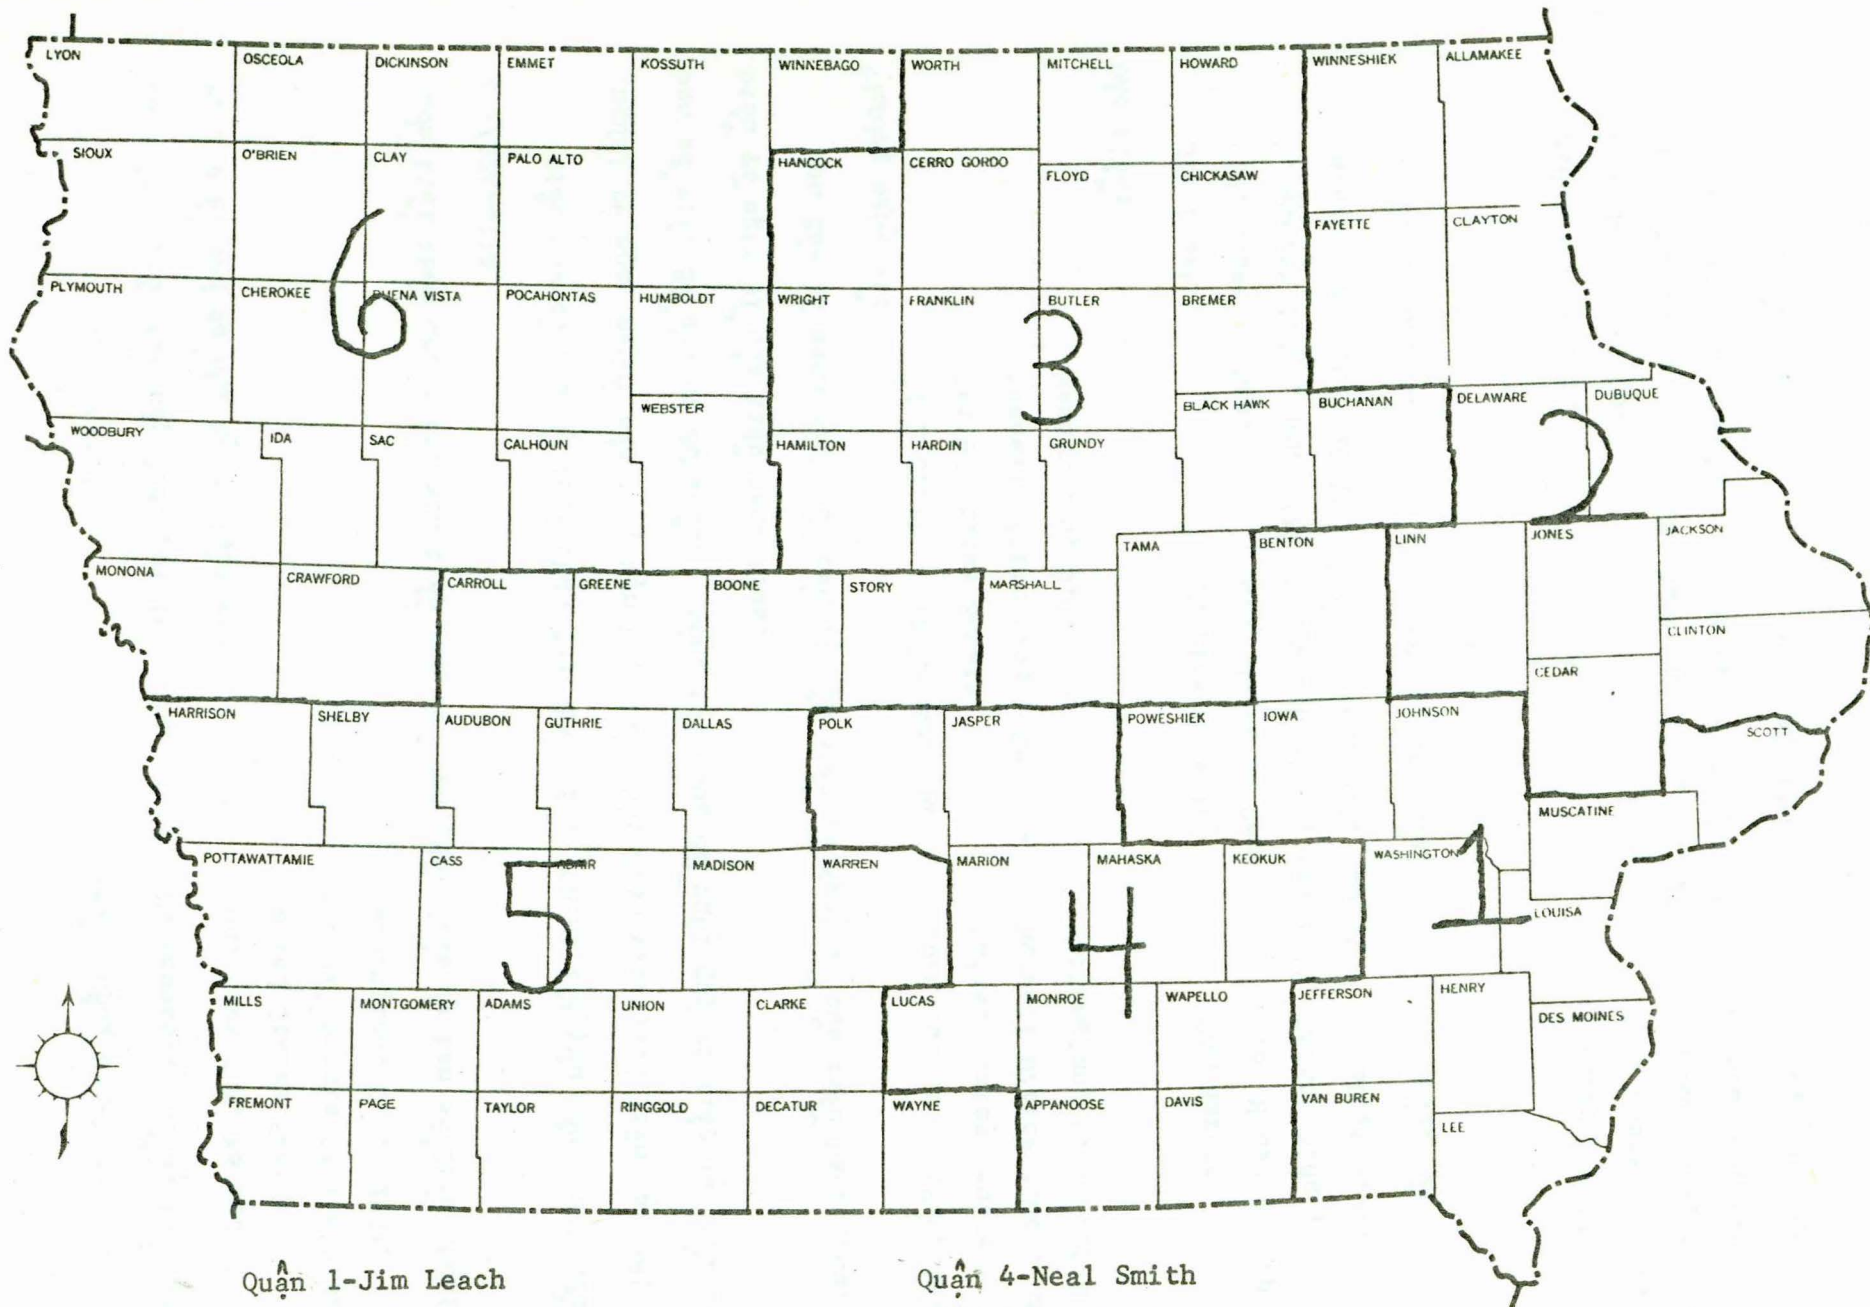 LYON OSCEOLA DICKINSON EMMET KOSSUTH WINNEBAGO WORTH MITCHELL HOWARD WINNESHIEK ALLAMAKEE
SIOUX O'BRIEN CLAY PALO ALTO HANCOCK CERRO GORDO FLOYD CHICKASAW
FAYETTE CLAYTON
PLYMOUTH CHEROKEE BUENA VISTA POCAHONTAS HUMBOLDT WRIGHT FRANKLIN BUTLER BREMER
6 3 2
WEBSTER BLACK HAWK BUCHANAN DELAWARE DUBUQUE
WOODBURY IDA SAC CALHOUN HAMILTON HARDIN GRUNDY
TAMA BENTON LINN JONES JACKSON
MONONA CRAWFORD CARROLL GREENE BOONE STORY MARSHALL
CLINTON
CEDAR
HARRISON SHELBY AUDUBON GUTHRIE DALLAS POLK JASPER POWESHIEK IOWA JOHNSON SCOTT
MUSCATINE
POTTAWATTAMIE CASS ADAIR MADISON WARREN MARION MAHASKA KEOKUK WASHINGTON
5 4 1
LOUISA
MILLS MONTGOMERY ADAMS UNION CLARKE LUCAS MONROE WAPELLO JEFFERSON HENRY
DES MOINES
FREMONT PAGE TAYLOR RINGGOLD DECATUR WAYNE APPANOOSE DAVIS VAN BUREN
LEE
Quận 1-Jim Leach Quận 4-Neal Smith